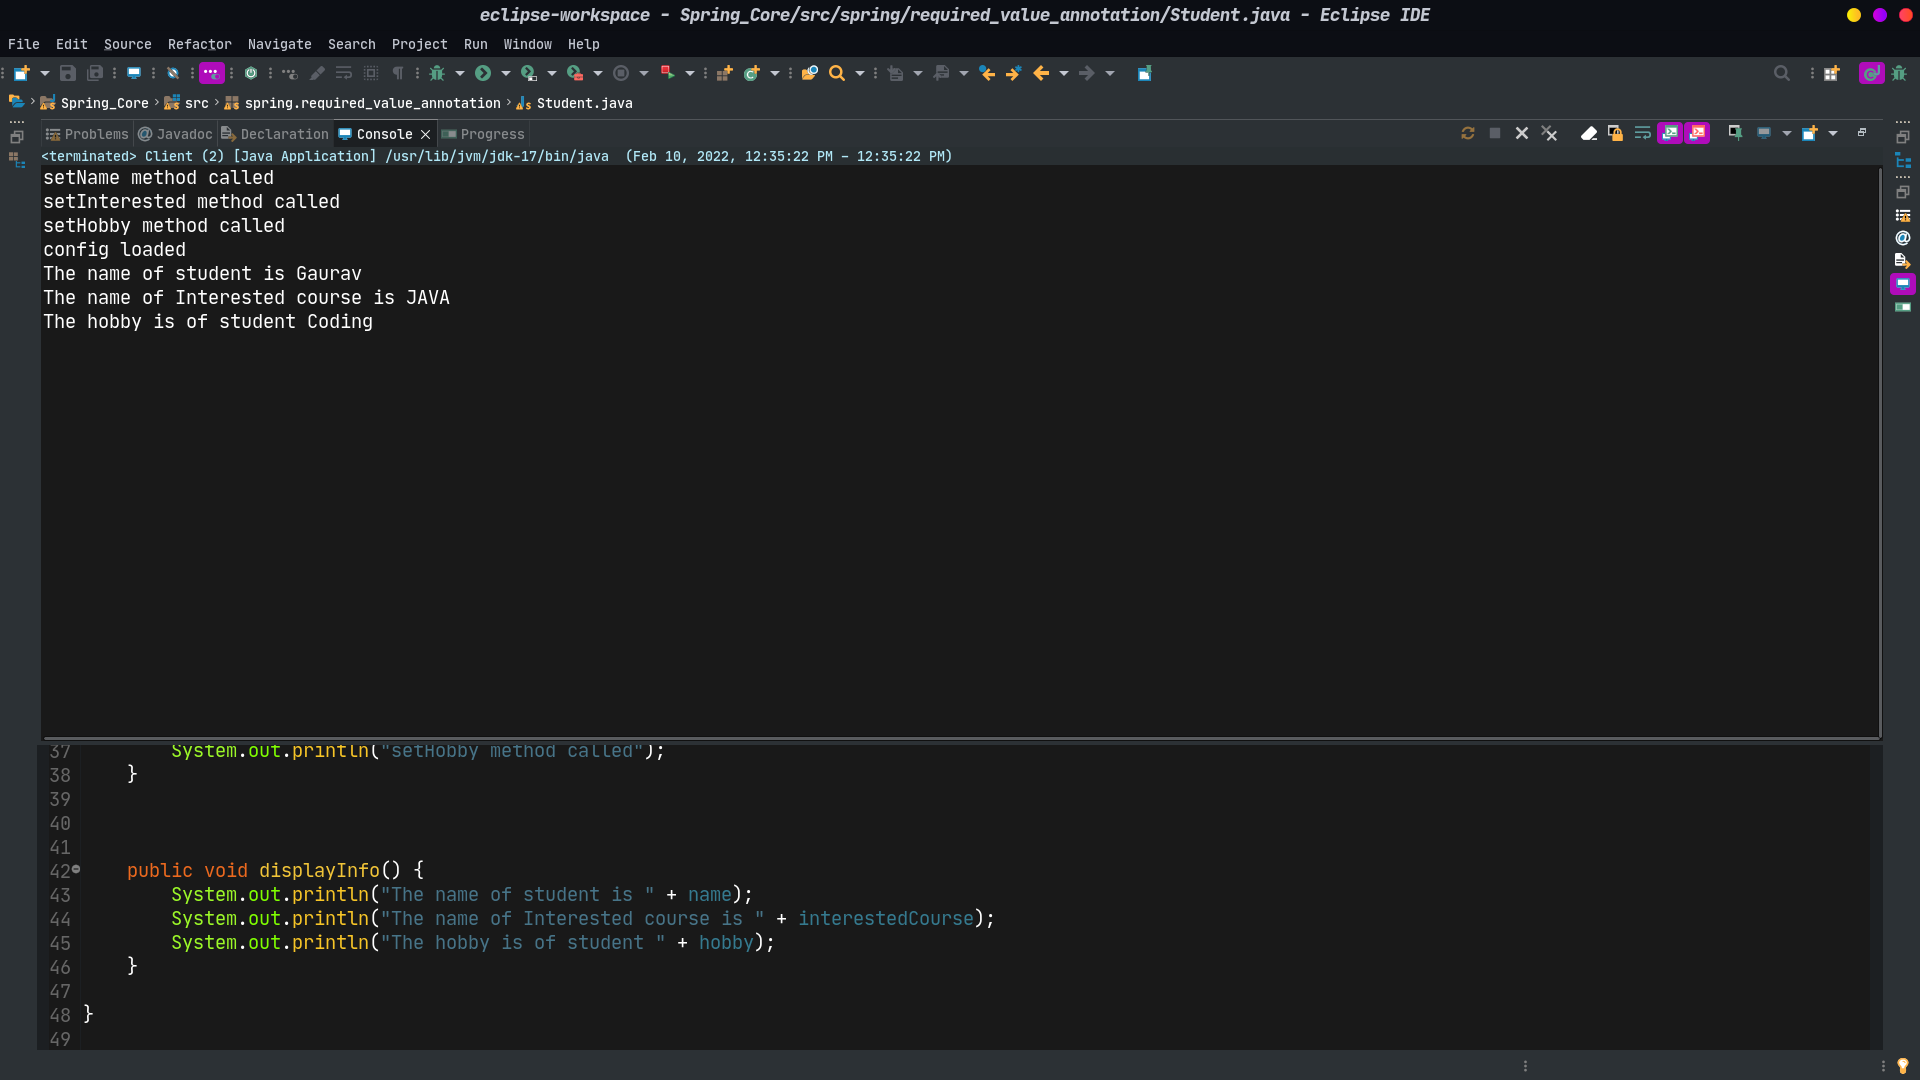 eclipse-workspace - Spring_Core/src/spring/required_value_annotation/Student.java - Eclipse IDE
File Edit Source Refactor Navigate Search Project Run Window Help
Spring_Core › src › spring.required_value_annotation › Student.java
Problems Javadoc Declaration Console Progress
<terminated> Client (2) [Java Application] /usr/lib/jvm/jdk-17/bin/java (Feb 10, 2022, 12:35:22 PM – 12:35:22 PM)
setName method called
setInterested method called
setHobby method called
config loaded
The name of student is Gaurav
The name of Interested course is JAVA
The hobby is of student Coding
37 System.out.println("setHobby method called");
38 }
39
40
41
42 public void displayInfo() {
43 System.out.println("The name of student is " + name);
44 System.out.println("The name of Interested course is " + interestedCourse);
45 System.out.println("The hobby is of student " + hobby);
46 }
47
48 }
49